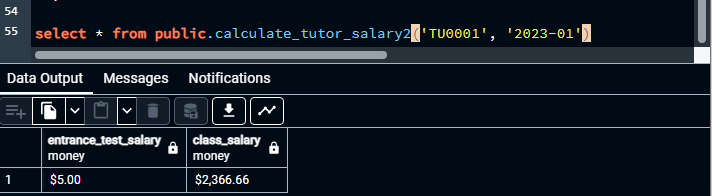 54
55 select * from public.calculate_tutor_salary2('TU0001', '2023-01')
Data Output Messages Notifications
entrance_test_salary class_salary
money money
1 $5.00 $2,366.66